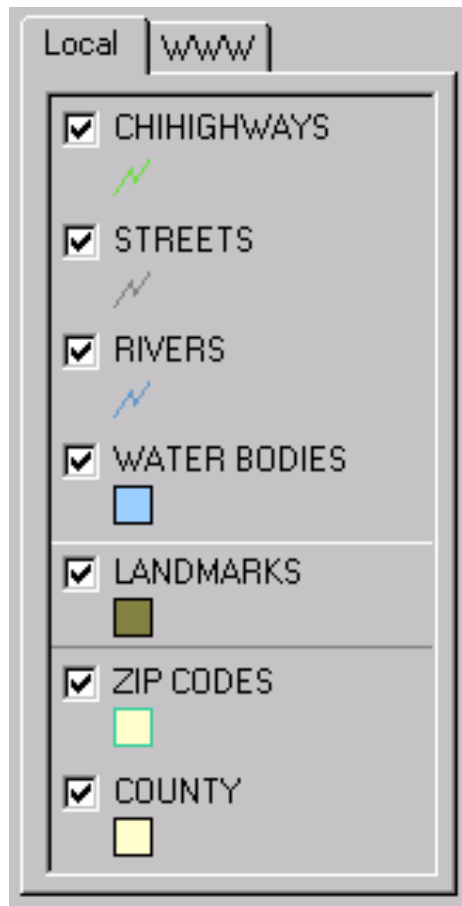 Local WWW
CHIHIGHWAYS
STREETS
RIVERS
WATER BODIES
LANDMARKS
ZIP CODES
COUNTY